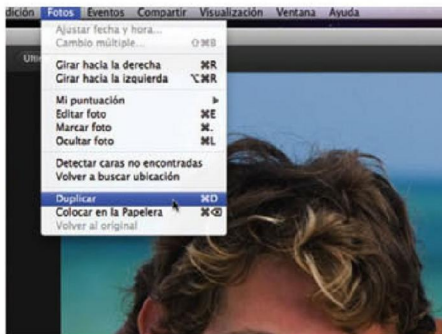 dición Fotos Eventos Compartir Visualización Ventana Ayuda
Ajustar fecha y hora...
Cambio múltiple... ⇧⌘B
Girar hacia la derecha ⌘R
Girar hacia la izquierda ⌥⌘R
Mi puntuación
Editar foto ⌘E
Marcar foto ⌘.
Ocultar foto ⌘L
Detectar caras no encontradas
Volver a buscar ubicación
Duplicar ⌘D
Colocar en la Papelera ⌘⌫
Volver al original